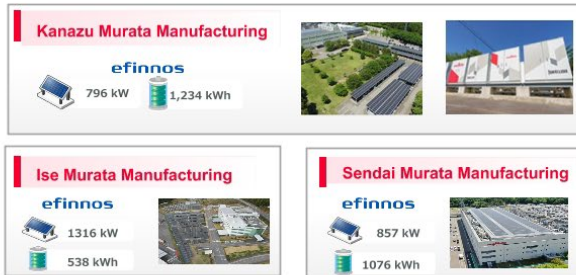 Kanazu Murata Manufacturing
efinnos
796 kW
1,234 kWh
Ise Murata Manufacturing
efinnos
1316 kW
538 kWh
Sendai Murata Manufacturing
efinnos
857 kW
1076 kWh